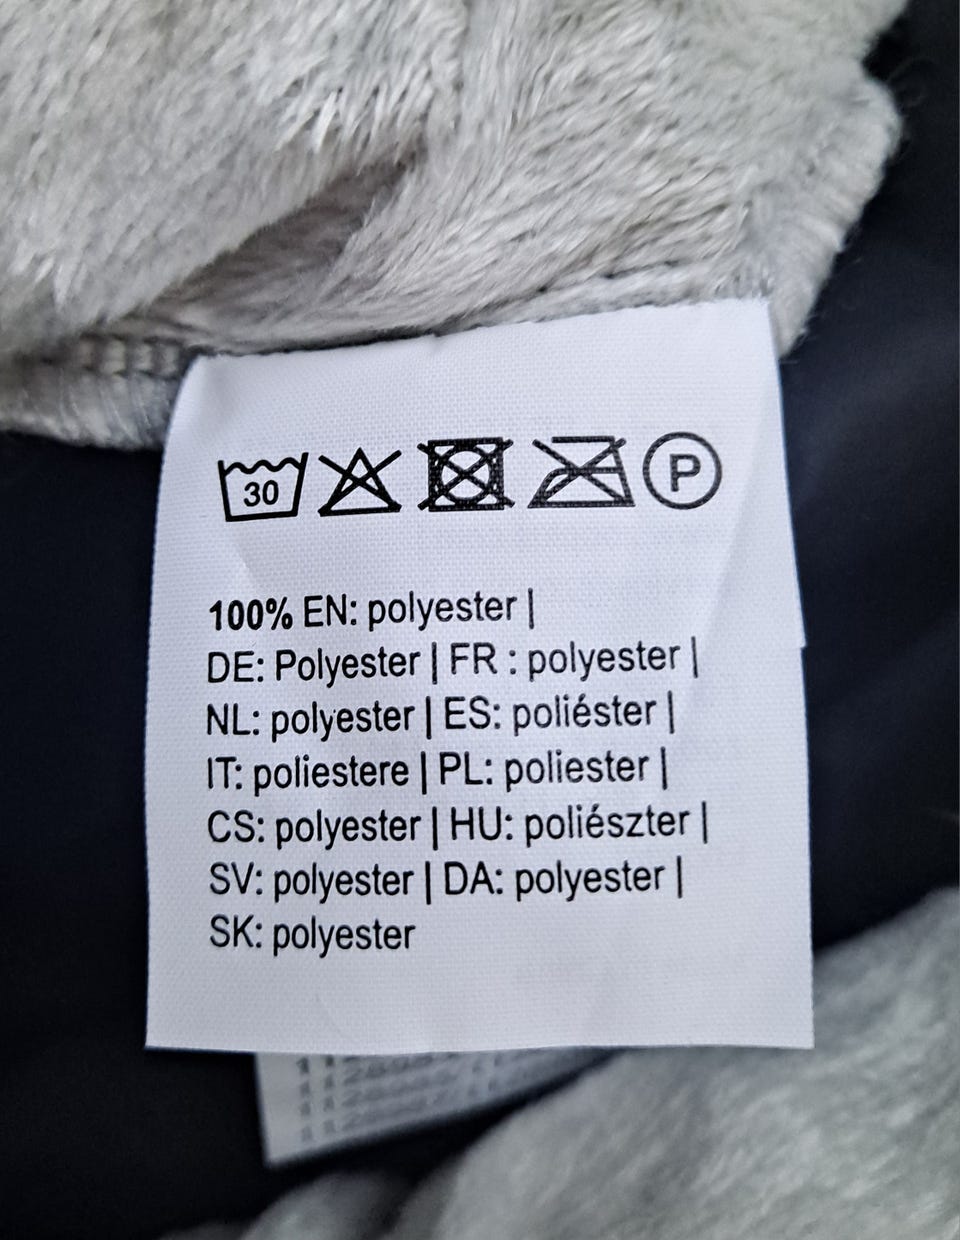 30 P
100% EN: polyester |
DE: Polyester | FR : polyester |
NL: polyester | ES: poliéster |
IT: poliestere | PL: poliester |
CS: polyester | HU: poliészter |
SV: polyester | DA: polyester |
SK: polyester